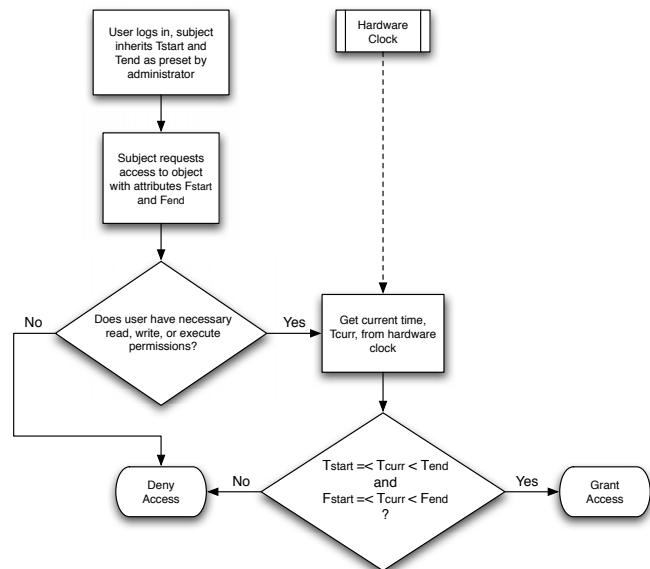 User logs in, subject
inherits Tstart and
Tend as preset by
administrator
Hardware
Clock
Subject requests
access to object
with attributes Fstart
and Fend
No
Does user have necessary
read, write, or execute
permissions?
Yes
Get current time,
Tcurr, from hardware
clock
Deny
Access
No
Tstart =< Tcurr < Tend
and
Fstart =< Tcurr < Fend
?
Yes
Grant
Access